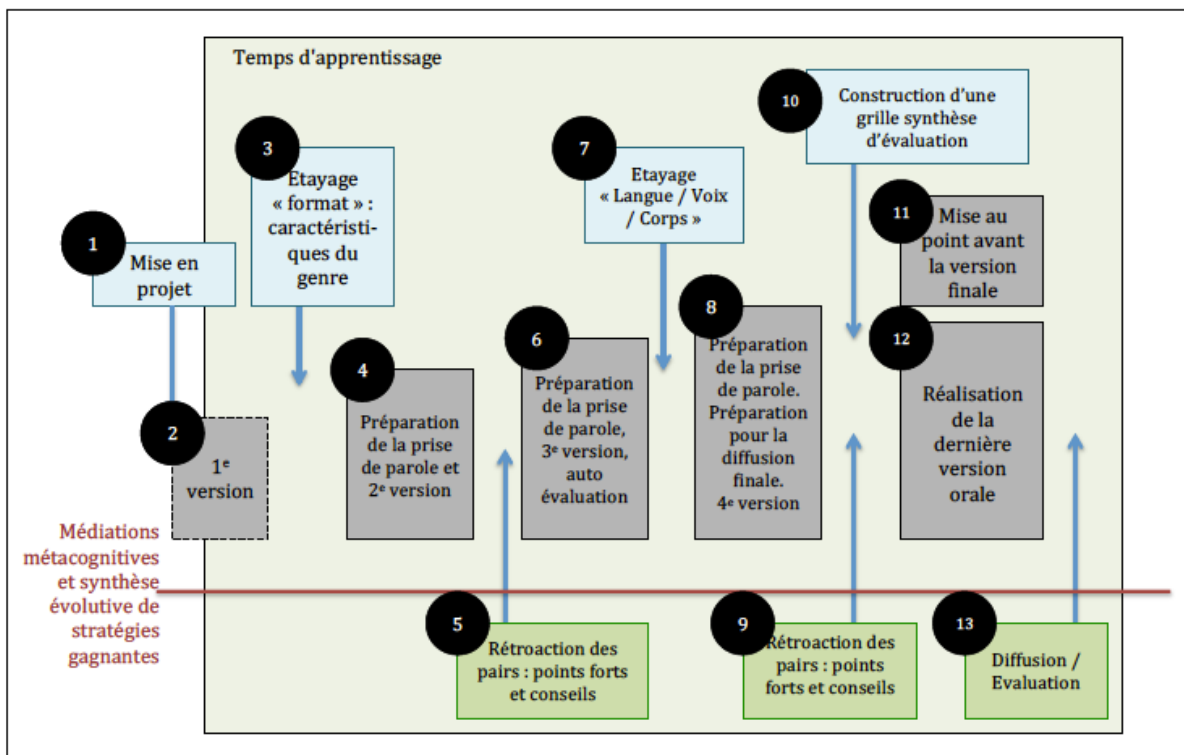 Temps d'apprentissage
1
Mise en
projet
2
1e
version
3
Etayage
« format » :
caractéristi-
ques du
genre
4
Préparation
de la prise
de parole et
2e version
5
Rétroaction des
pairs : points forts
et conseils
6
Préparation
de la prise
de parole,
3e version,
auto
évaluation
7
Etayage
« Langue / Voix
/ Corps »
8
Préparation
de la prise
de parole.
Préparation
pour la
diffusion
finale.
4e version
9
Rétroaction des
pairs : points
forts et conseils
10
Construction d'une
grille synthèse
d'évaluation
11
Mise au
point avant
la version
finale
12
Réalisation
de la
dernière
version
orale
13
Diffusion /
Evaluation
Médiations
métacognitives
et synthèse
évolutive de
stratégies
gagnantes